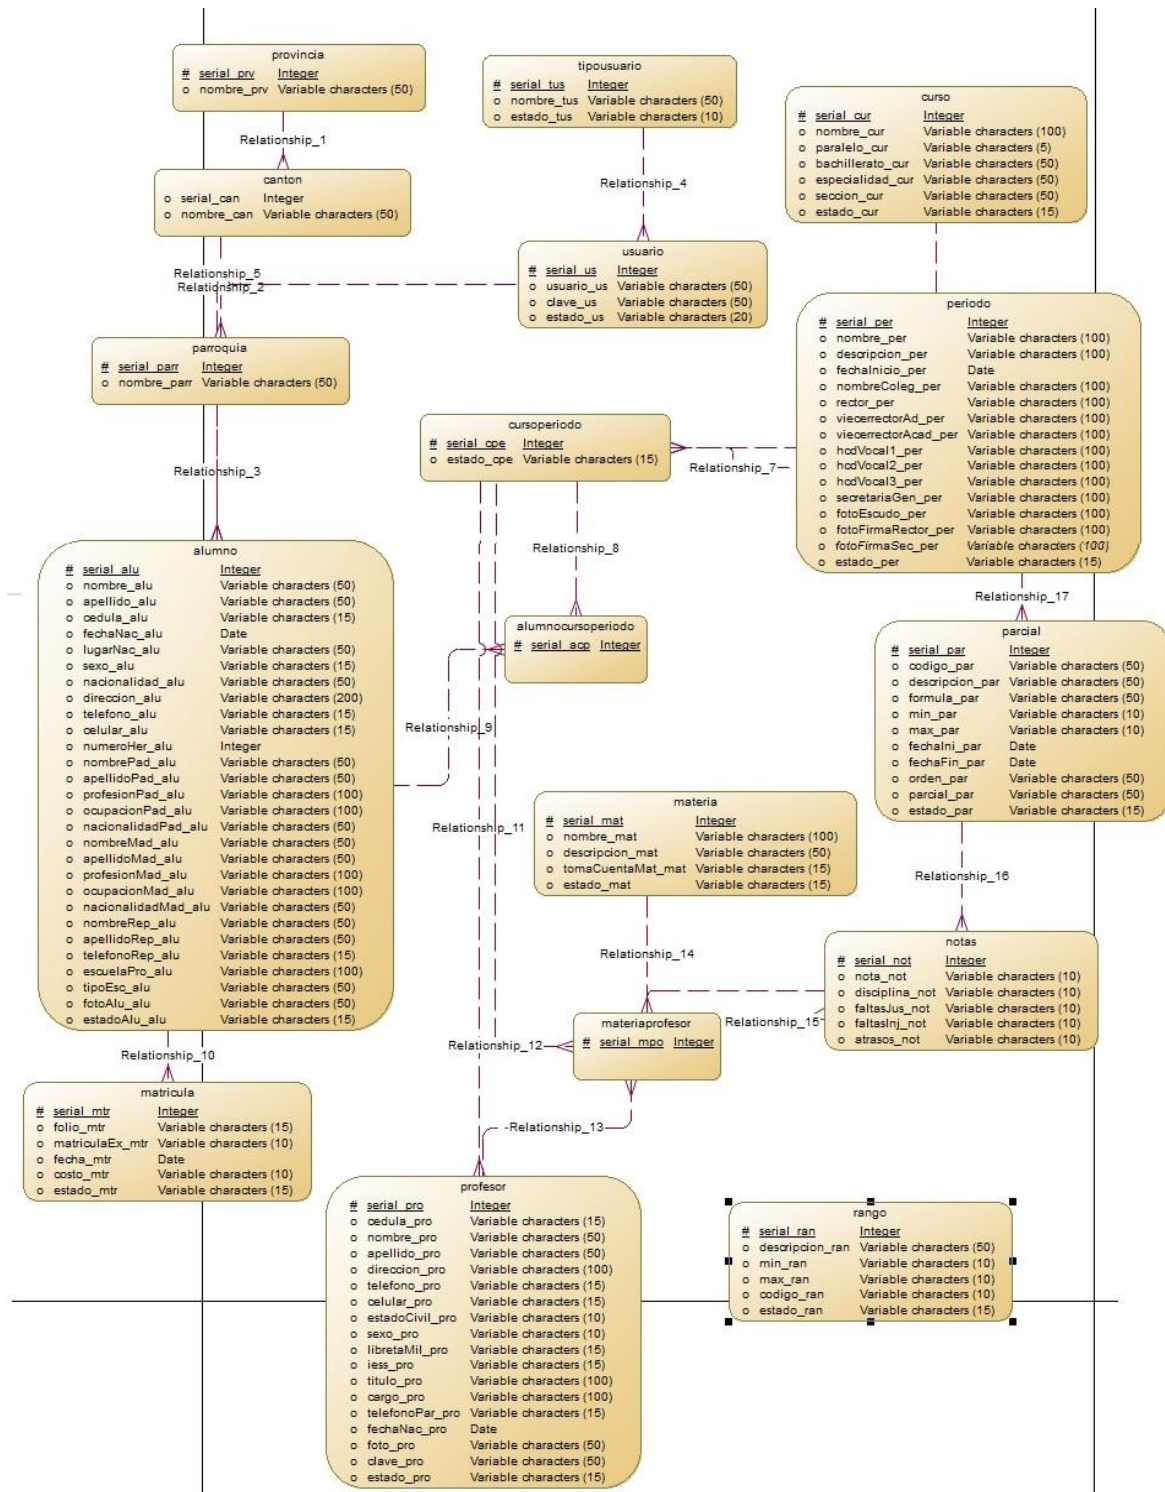 provincia
# serial_prv Integer
o nombre_prv Variable characters (50)
Relationship_1
canton
o serial_can Integer
o nombre_can Variable characters (50)
tipousuario
# serial_tus Integer
o nombre_tus Variable characters (50)
o estado_tus Variable characters (10)
Relationship_4
usuario
# serial_us Integer
o usuario_us Variable characters (50)
o clave_us Variable characters (50)
o estado_us Variable characters (20)
curso
# serial_cur Integer
o nombre_cur Variable characters (100)
o paralelo_cur Variable characters (5)
o bachillerato_cur Variable characters (50)
o especialidad_cur Variable characters (50)
o seccion_cur Variable characters (50)
o estado_cur Variable characters (15)
Relationship_5
Relationship_2
parroquia
# serial_parr Integer
o nombre_parr Variable characters (50)
Relationship_3
periodo
# serial_per Integer
o nombre_per Variable characters (100)
o descripcion_per Variable characters (100)
o fechaInicio_per Date
o nombreColeg_per Variable characters (100)
o rector_per Variable characters (100)
o viecerrectorAd_per Variable characters (100)
o viecerrectorAcad_per Variable characters (100)
o hcdVocal1_per Variable characters (100)
o hcdVocal2_per Variable characters (100)
o hcdVocal3_per Variable characters (100)
o secretariaGen_per Variable characters (100)
o fotoEscudo_per Variable characters (100)
o fotoFirmaRector_per Variable characters (100)
o fotoFirmaSec_per Variable characters (100)
o estado_per Variable characters (15)
cursoperiodo
# serial_cpe Integer
o estado_cpe Variable characters (15)
Relationship_7
Relationship_8
alumnocursoperiodo
# serial_acp Integer
Relationship_17
alumno
# serial_alu Integer
o nombre_alu Variable characters (50)
o apellido_alu Variable characters (50)
o cedula_alu Variable characters (15)
o fechaNac_alu Date
o lugarNac_alu Variable characters (50)
o sexo_alu Variable characters (15)
o nacionalidad_alu Variable characters (50)
o direccion_alu Variable characters (200)
o telefono_alu Variable characters (15)
o celular_alu Variable characters (15)
o numeroHer_alu Integer
o nombrePad_alu Variable characters (50)
o apellidoPad_alu Variable characters (50)
o profesionPad_alu Variable characters (100)
o ocupacionPad_alu Variable characters (100)
o nacionalidadPad_alu Variable characters (50)
o nombreMad_alu Variable characters (50)
o apellidoMad_alu Variable characters (50)
o profesionMad_alu Variable characters (100)
o ocupacionMad_alu Variable characters (100)
o nacionalidadMad_alu Variable characters (50)
o nombreRep_alu Variable characters (50)
o apellidoRep_alu Variable characters (50)
o telefonoRep_alu Variable characters (15)
o escuelaPro_alu Variable characters (100)
o tipoEsc_alu Variable characters (50)
o fotoAlu_alu Variable characters (50)
o estadoAlu_alu Variable characters (15)
parcial
# serial_par Integer
o codigo_par Variable characters (50)
o descripcion_par Variable characters (50)
o formula_par Variable characters (50)
o min_par Variable characters (10)
o max_par Variable characters (10)
o fechaIni_par Date
o fechaFin_par Date
o orden_par Variable characters (50)
o parcial_par Variable characters (50)
o estado_par Variable characters (15)
Relationship_9
Relationship_11
materia
# serial_mat Integer
o nombre_mat Variable characters (100)
o descripcion_mat Variable characters (50)
o tomaCuentaMat_mat Variable characters (15)
o estado_mat Variable characters (15)
Relationship_16
Relationship_14
notas
# serial_not Integer
o nota_not Variable characters (10)
o disciplina_not Variable characters (10)
o faltasJus_not Variable characters (10)
o faltasInj_not Variable characters (10)
o atrasos_not Variable characters (10)
Relationship_15
materiaprofesor
# serial_mpo Integer
Relationship_12
Relationship_10
matricula
# serial_mtr Integer
o folio_mtr Variable characters (15)
o matriculaEx_mtr Variable characters (10)
o fecha_mtr Date
o costo_mtr Variable characters (10)
o estado_mtr Variable characters (15)
Relationship_13
profesor
# serial_pro Integer
o cedula_pro Variable characters (15)
o nombre_pro Variable characters (50)
o apellido_pro Variable characters (50)
o direccion_pro Variable characters (100)
o telefono_pro Variable characters (15)
o celular_pro Variable characters (15)
o estadoCivil_pro Variable characters (10)
o sexo_pro Variable characters (10)
o libretaMil_pro Variable characters (15)
o iess_pro Variable characters (15)
o titulo_pro Variable characters (100)
o cargo_pro Variable characters (100)
o telefonoPar_pro Variable characters (15)
o fechaNac_pro Date
o foto_pro Variable characters (50)
o clave_pro Variable characters (50)
o estado_pro Variable characters (15)
rango
# serial_ran Integer
o descripcion_ran Variable characters (50)
o min_ran Variable characters (10)
o max_ran Variable characters (10)
o codigo_ran Variable characters (10)
o estado_ran Variable characters (15)